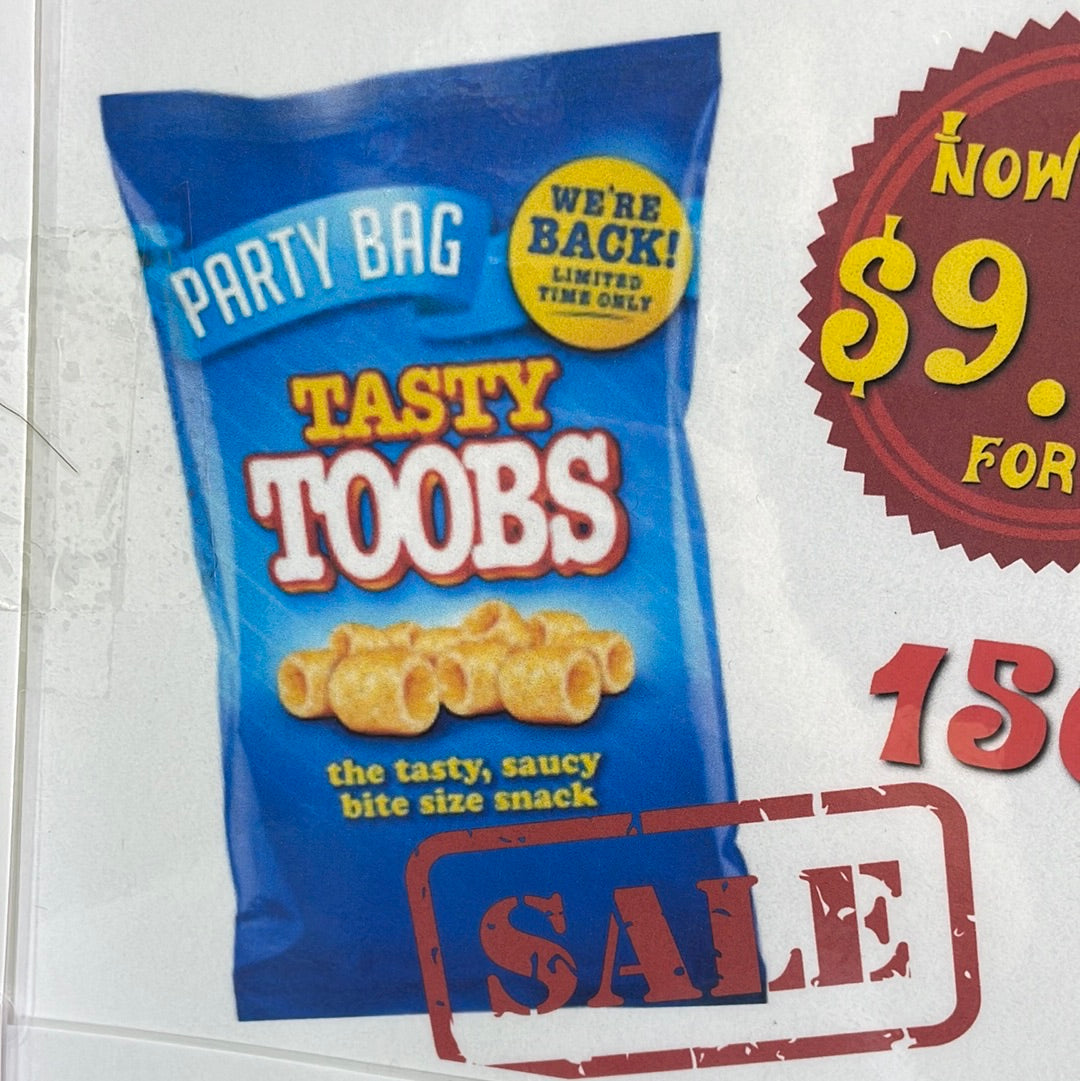 PARTY BAG
WE'RE
BACK!
LIMITED
TIME ONLY
TASTY
TOOBS
the tasty, saucy
bite size snack
NOW
$9.
FOR
15
SALE